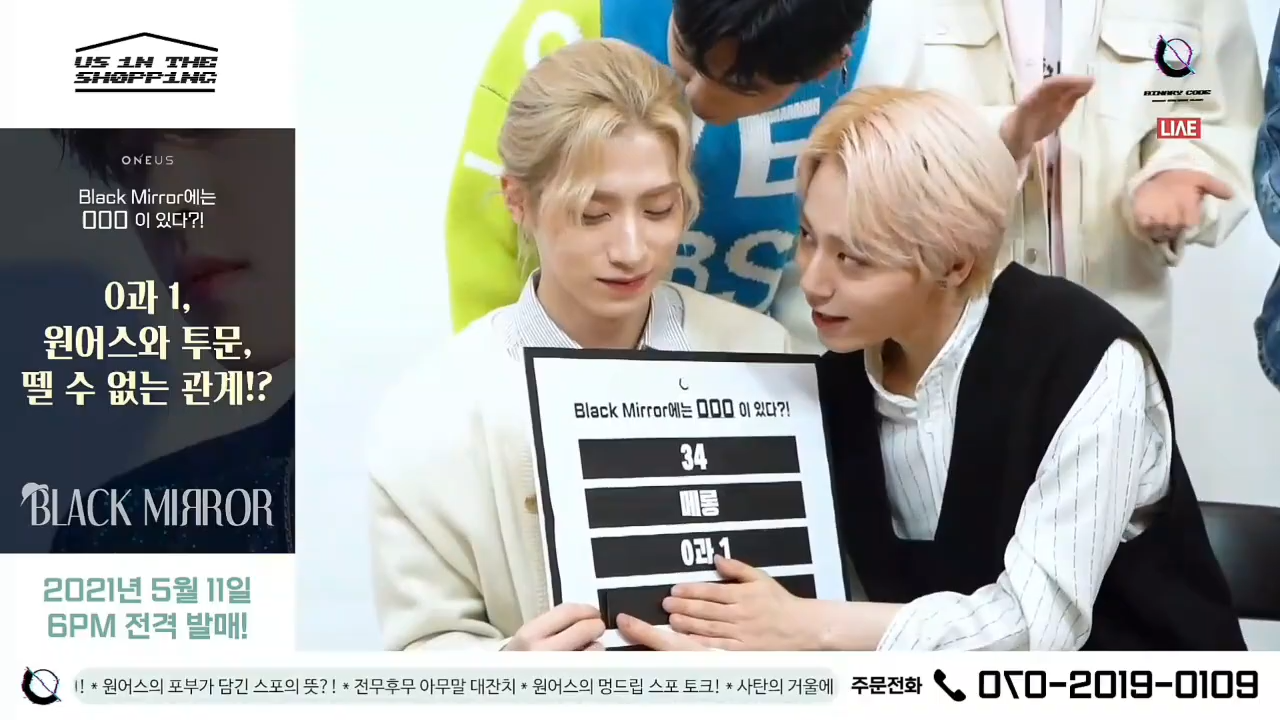 US IN THE
SHOPPING
ONEUS
Black Mirror에는
□□□ 이 있다?!
0과 1,
원어스와 투문,
뗄 수 없는 관계!?
BLACK MIRROR
2021년 5월 11일
6PM 전격 발매!
BINARY CODE
LIVE
Black Mirror에는 □□□ 이 있다?!
34
메롱
0과 1
! * 원어스의 포부가 담긴 스포의 뜻?! * 전무후무 아무말 대잔치 * 원어스의 멍드립 스포 토크! * 사탄의 거울에
주문전화 070-2019-0109